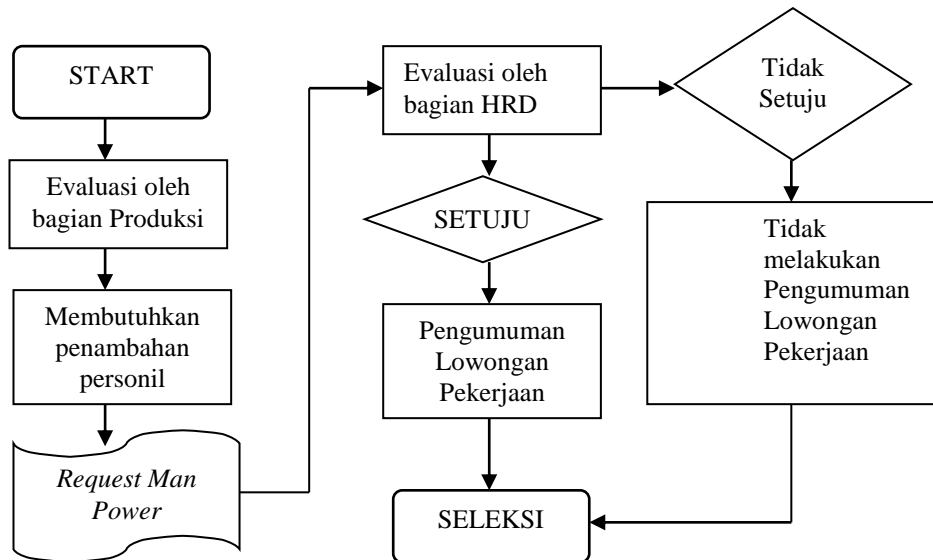 START
Evaluasi oleh
bagian Produksi
Membutuhkan
penambahan
personil
Request Man
Power
Evaluasi oleh
bagian HRD
SETUJU
Pengumuman
Lowongan
Pekerjaan
Tidak
Setuju
Tidak
melakukan
Pengumuman
Lowongan
Pekerjaan
SELEKSI